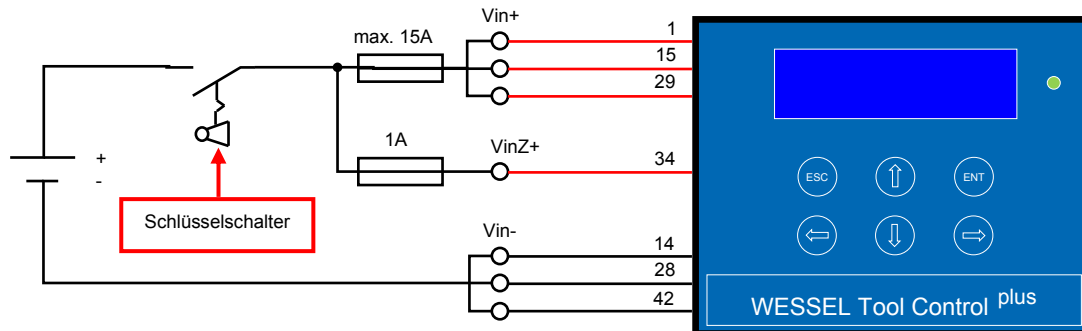 Vin+
max. 15A
1
15
29
1A
VinZ+
34
+
-
Schlüsselschalter
Vin-
14
28
42
ESC
ENT
WESSEL Tool Control plus